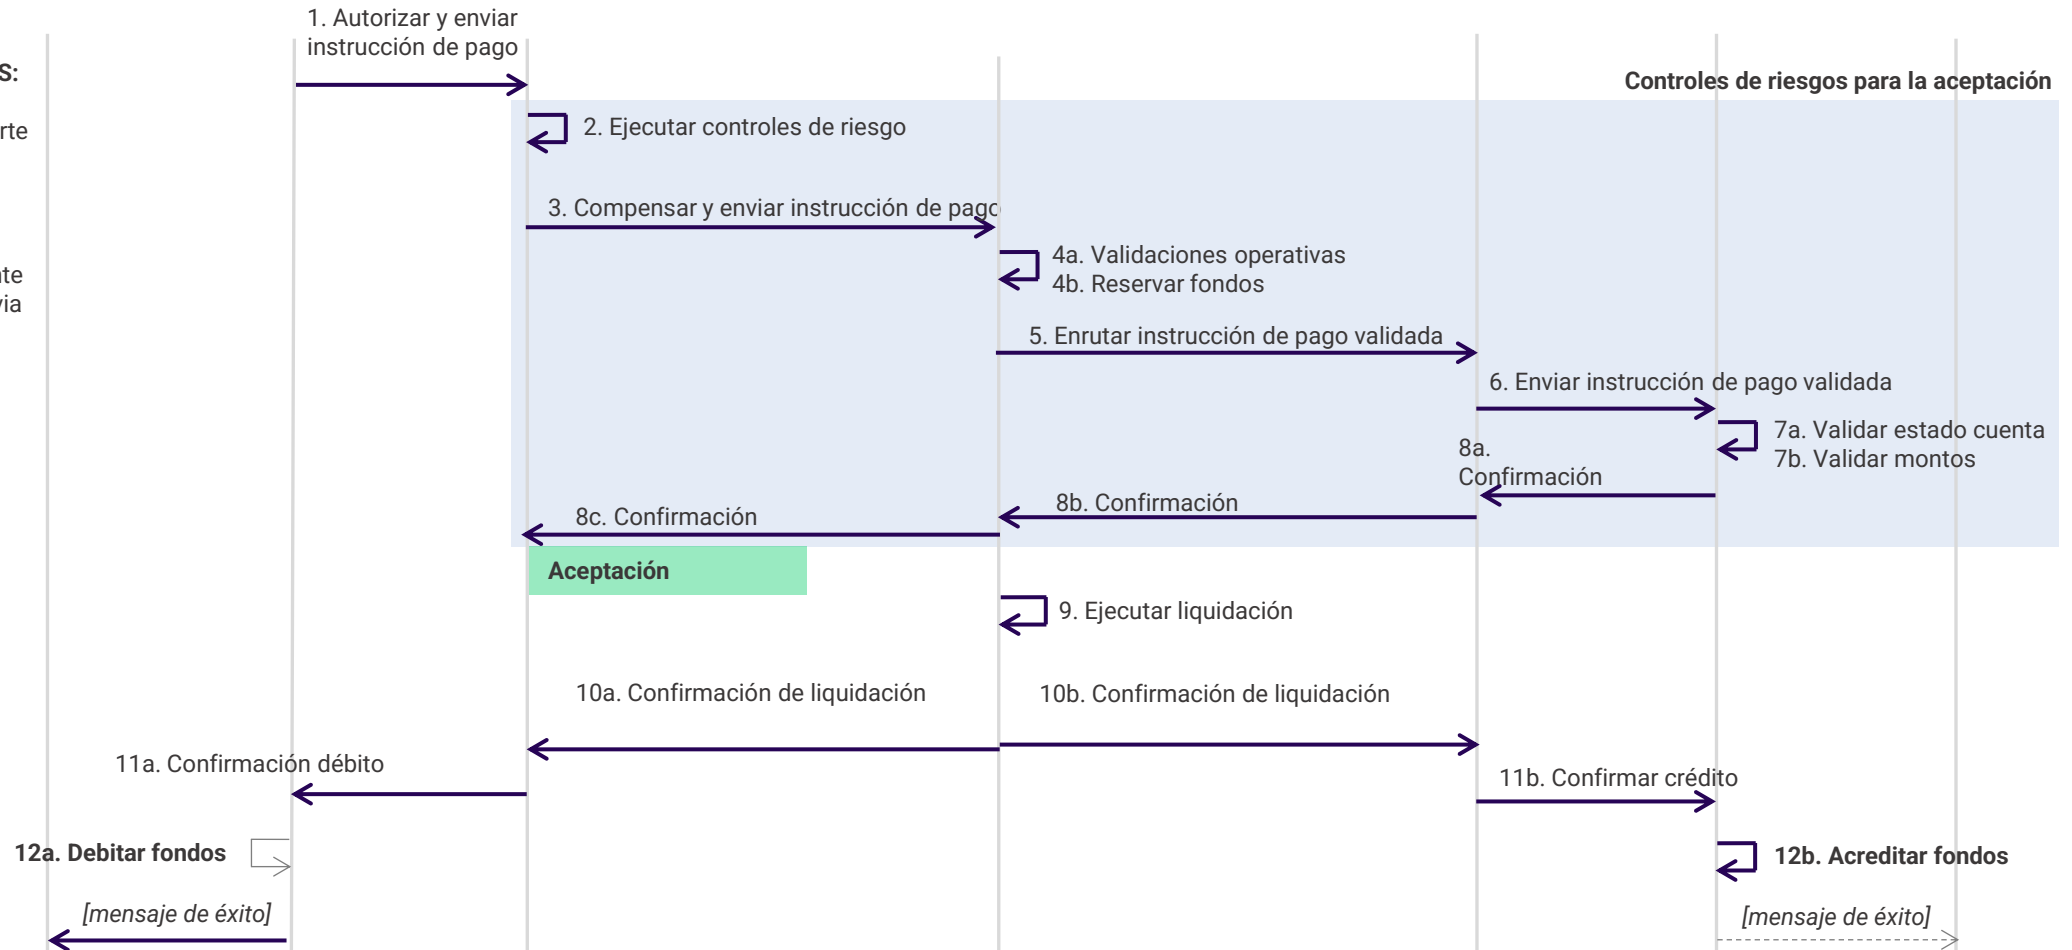 1. Autorizar y enviar
instrucción de pago
S:
Controles de riesgos para la aceptación
rte
2. Ejecutar controles de riesgo
3. Compensar y enviar instrucción de pago
4a. Validaciones operativas
4b. Reservar fondos
te
via
5. Enrutar instrucción de pago validada
6. Enviar instrucción de pago validada
7a. Validar estado cuenta
7b. Validar montos
8a.
Confirmación
8b. Confirmación
8c. Confirmación
Aceptación
9. Ejecutar liquidación
10a. Confirmación de liquidación
10b. Confirmación de liquidación
11a. Confirmación débito
11b. Confirmar crédito
12a. Debitar fondos
12b. Acreditar fondos
[mensaje de éxito]
[mensaje de éxito]